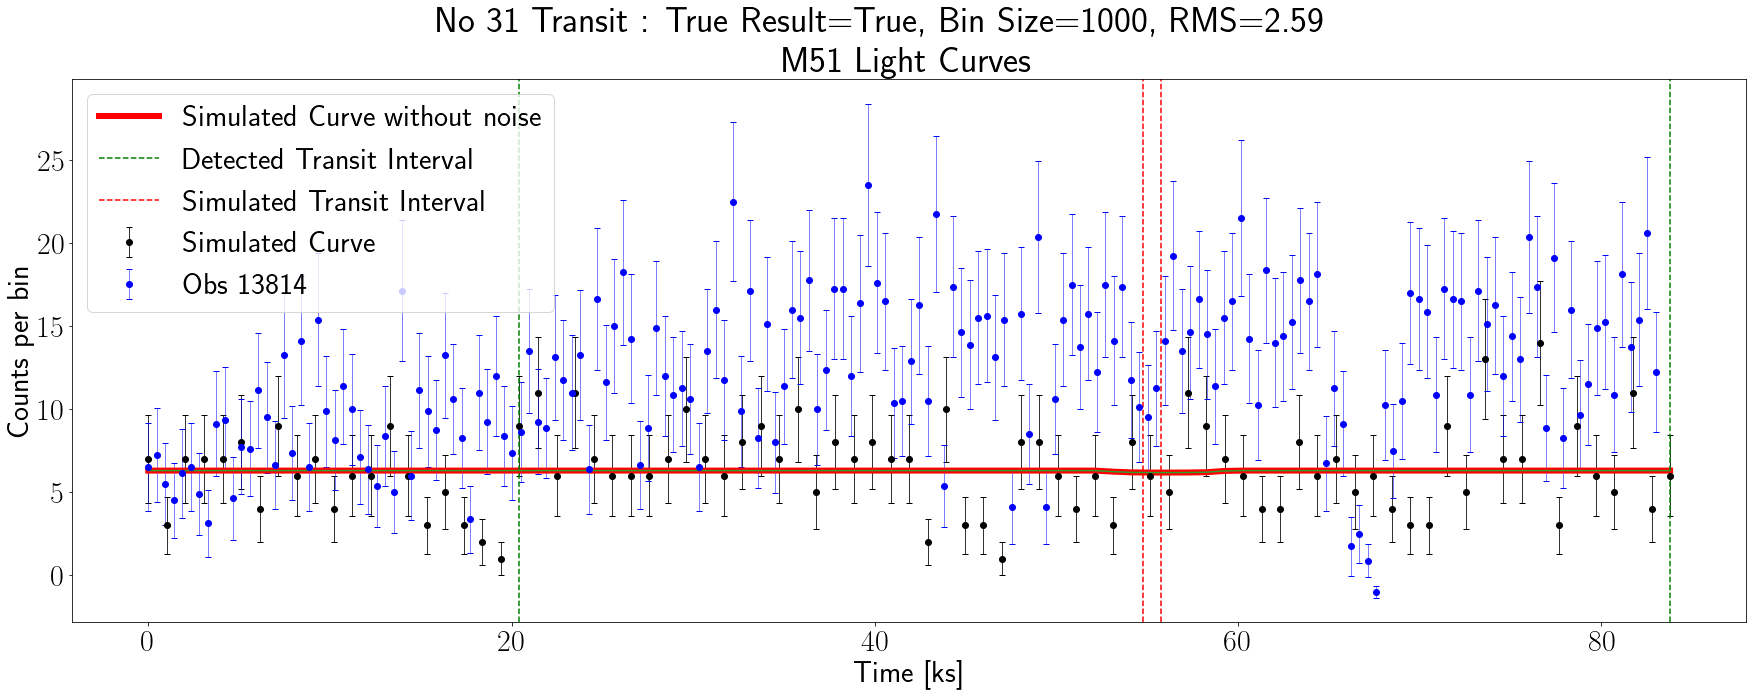 No 31 Transit : True Result=True, Bin Size=1000, RMS=2.59
M51 Light Curves
Simulated Curve without noise
Detected Transit Interval
Simulated Transit Interval
Simulated Curve
Obs 13814
Counts per bin
25
20
15
10
5
0
0 20 40 60 80
Time [ks]